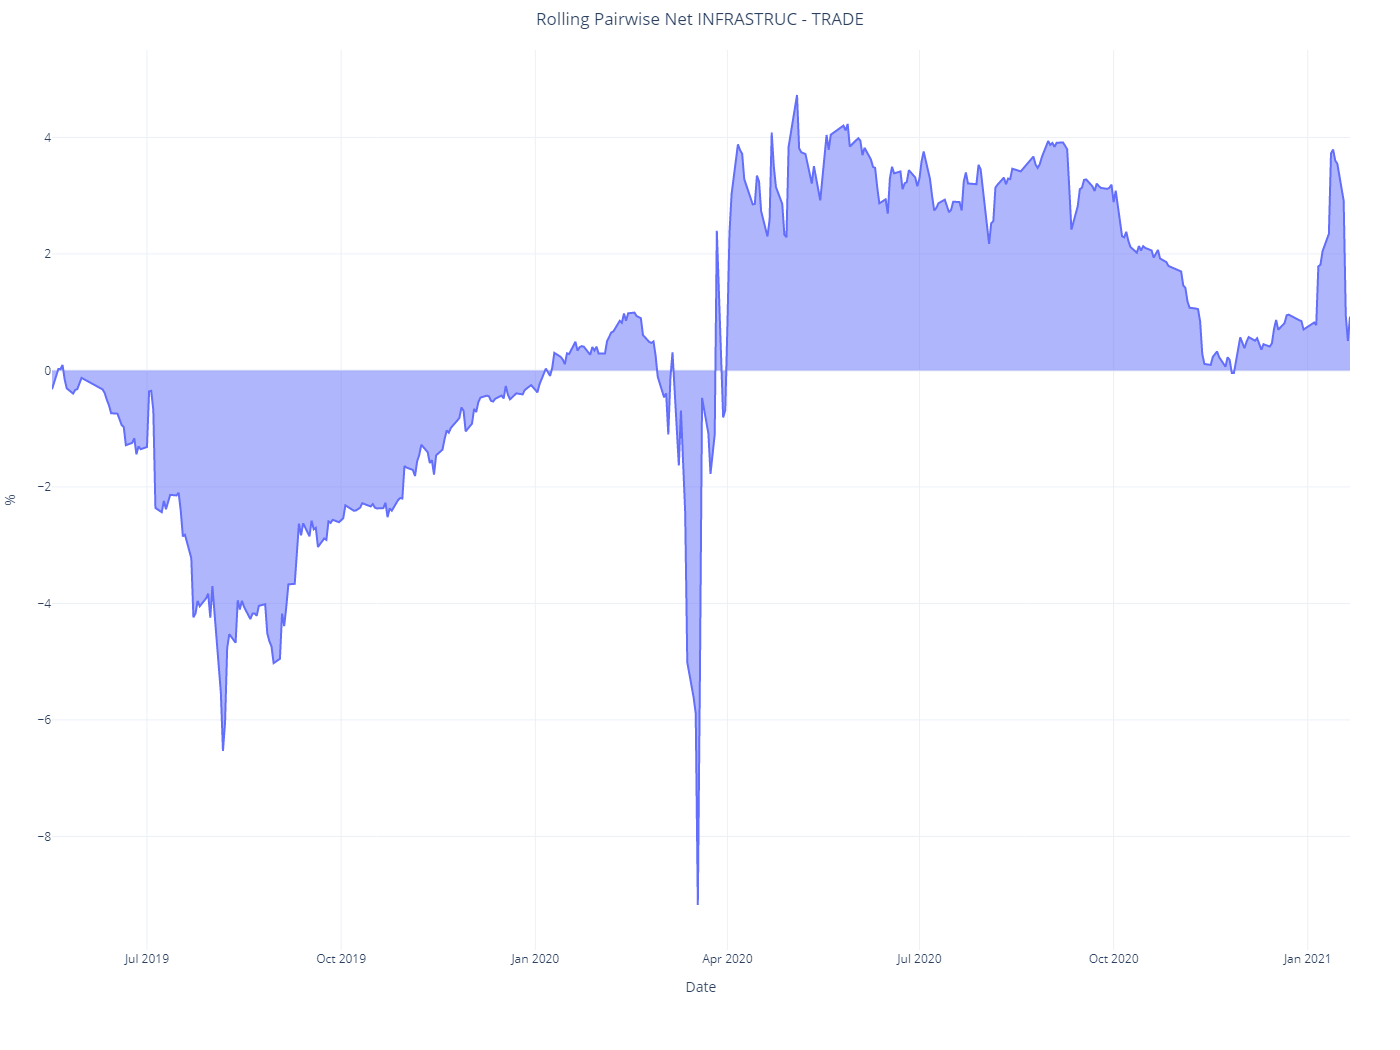 Rolling Pairwise Net INFRASTRUC - TRADE
4
2
0
−2
−4
−6
−8
%
Jul 2019
Oct 2019
Jan 2020
Apr 2020
Jul 2020
Oct 2020
Jan 2021
Date